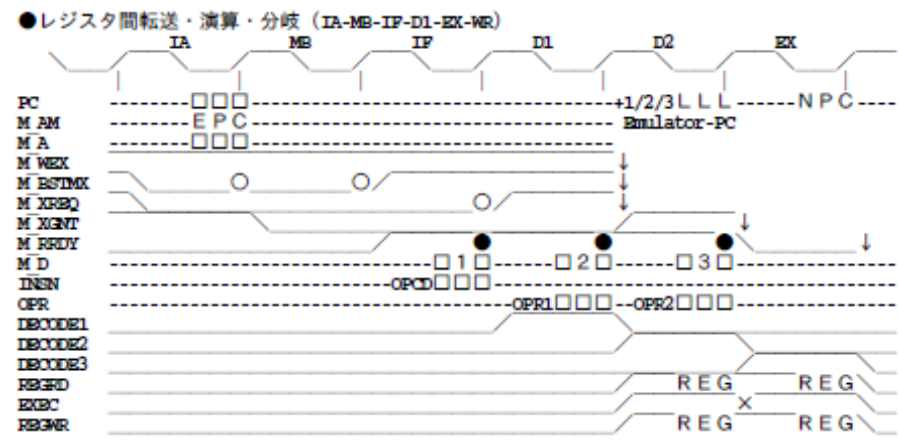 ●レジスタ間転送・演算・分岐（IA-MB-IF-D1-EX-WR）
IA MB IF D1 D2 EX
PC --------□□□------------------------+1/2/3LLL------NPC----
M_AM --------EPC------------------------ Emulator-PC
M_A --------□□□------------------------
M_WEX ↓
M_BSTMX ○ ○ ↓
M_XREQ ○ ↓
M_XGNT ↓
M_RRDY ● ● ● ↓
M_D ------------------------□1□------□2□------□3□------------
INSN --------------------OPCD□□□----------------------------------
OPR ------------------------------OPR1□□□--OPR2□□□------------
DECODE1
DECODE2
DECODE3
REGRD REG REG
EXEC ×
REGWR REG REG